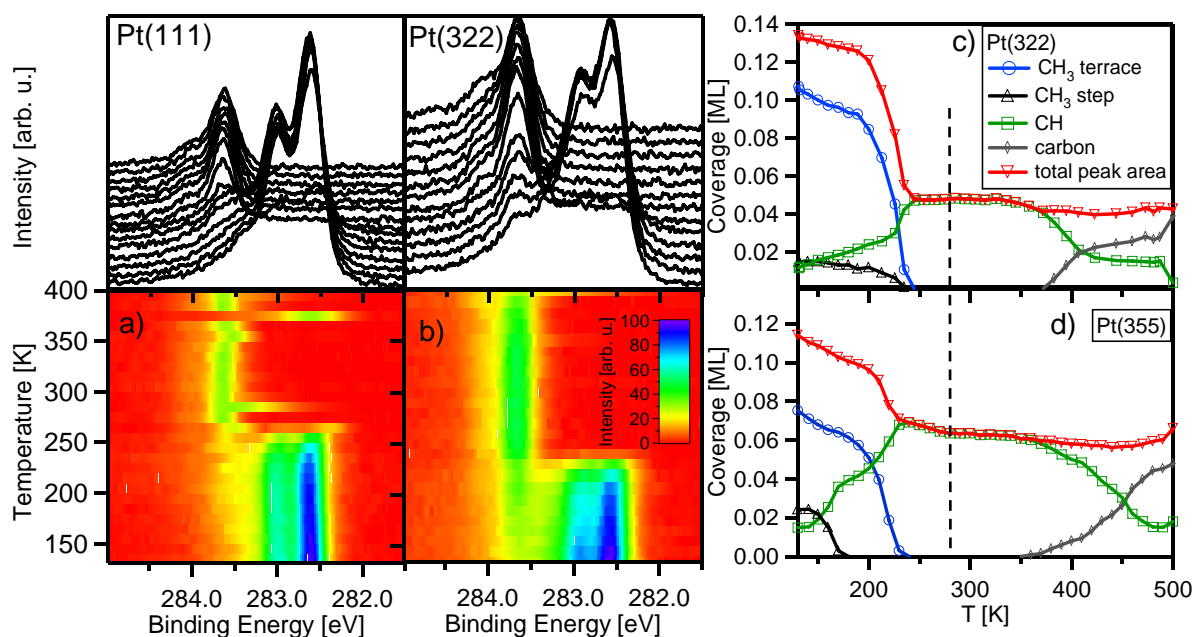 Pt(111)
Pt(322)
Intensity [arb. u.]
400
350
300
250
200
150
Temperature [K]
a)
b)
100
80
60
40
20
0
Intensity [arb. u.]
284.0
283.0
282.0
284.0
283.0
282.0
Binding Energy [eV]
Binding Energy [eV]
c)
Pt(322)
CH₃ terrace
CH₃ step
CH
carbon
total peak area
0.14
0.12
0.10
0.08
0.06
0.04
0.02
Coverage [ML]
d)
Pt(355)
0.12
0.10
0.08
0.06
0.04
0.02
0.00
Coverage [ML]
200
300
400
500
T [K]